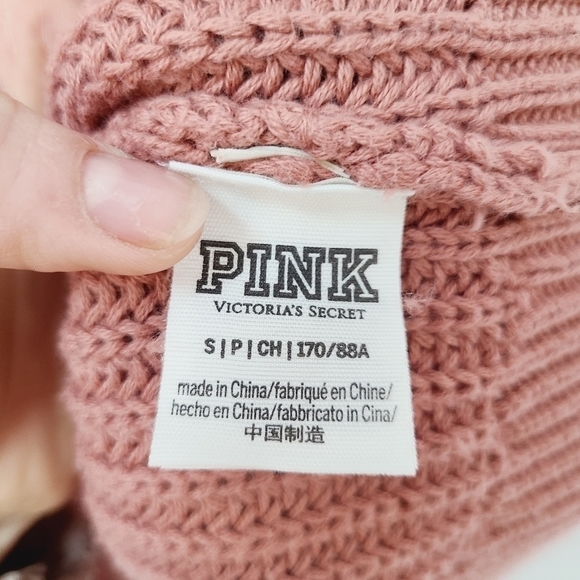 PINK
VICTORIA'S SECRET
S|P|CH|170/88A
made in China/fabriqué en Chine/
hecho en China/fabbricato in Cina/
中国制造